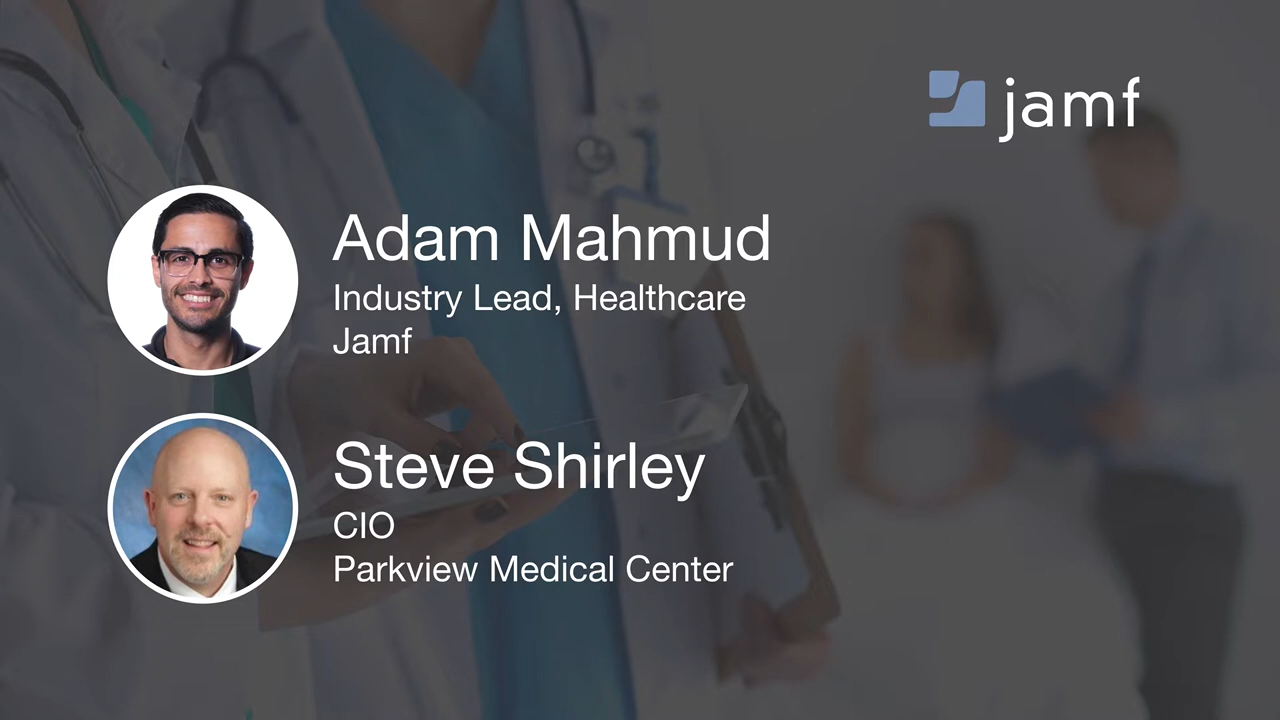 jamf
Adam Mahmud
Industry Lead, Healthcare
Jamf
Steve Shirley
CIO
Parkview Medical Center